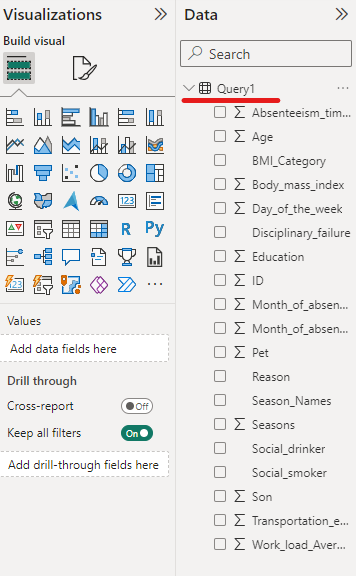 Visualizations
Build visual
123
R
Py
123
Values
Add data fields here
Drill through
Cross-report
Off
Keep all filters
On
Add drill-through fields here
Data
Search
Query1
Absenteeism_tim...
Age
BMI_Category
Body_mass_index
Day_of_the_week
Disciplinary_failure
Education
ID
Month_of_absen...
Month_of_absen...
Pet
Reason
Season_Names
Seasons
Social_drinker
Social_smoker
Son
Transportation_e...
Work_load_Aver...